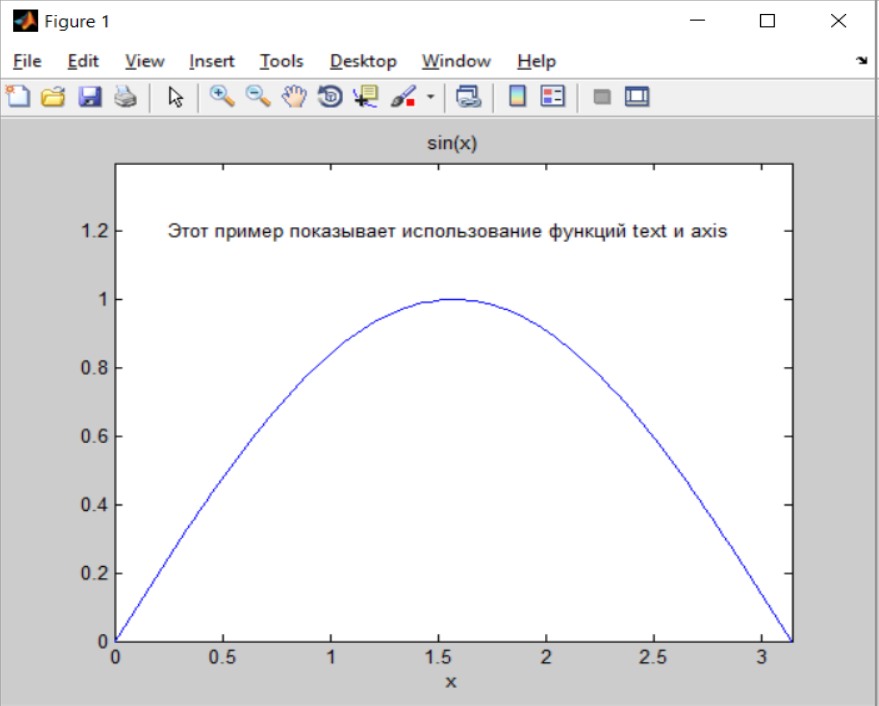 Figure 1
File Edit View Insert Tools Desktop Window Help
sin(x)
1.2
Этот пример показывает использование функций text и axis
1
0.8
0.6
0.4
0.2
0
0 0.5 1 1.5 2 2.5 3
x